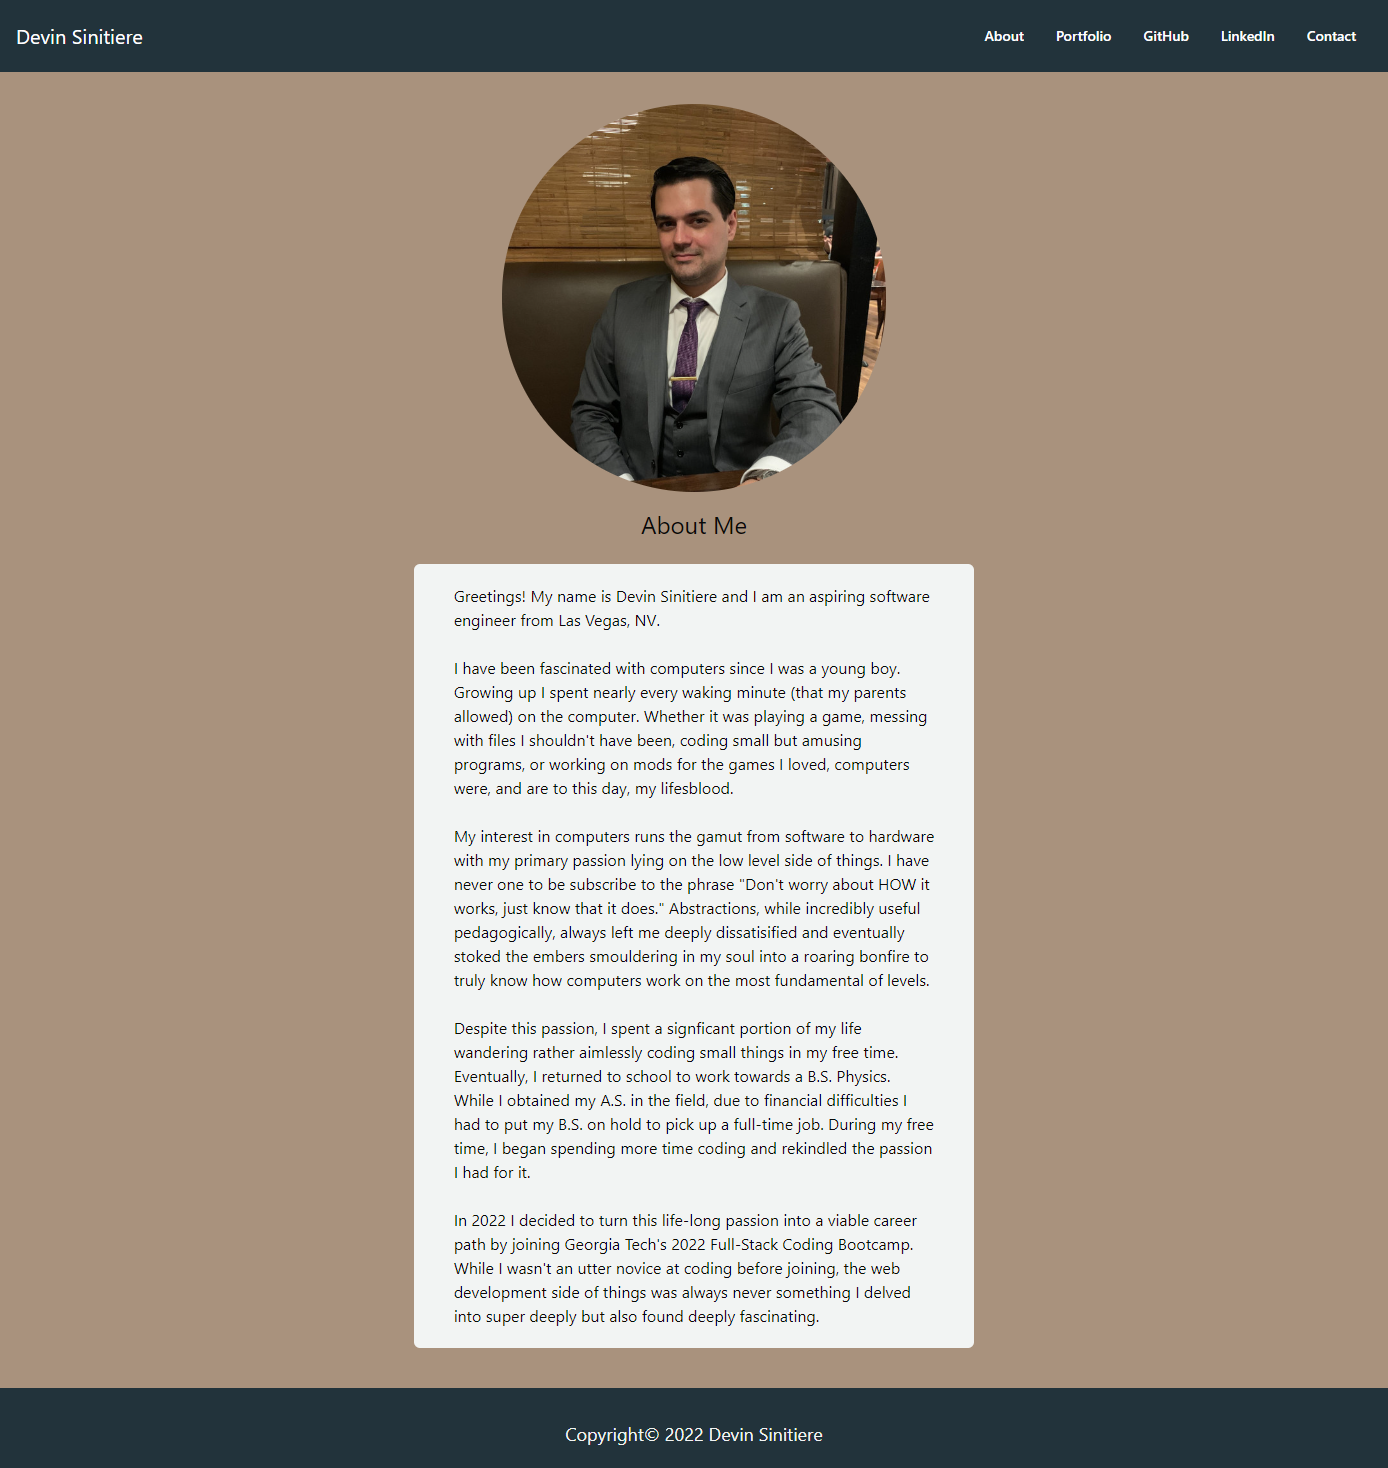 Devin Sinitiere
About Portfolio GitHub LinkedIn Contact
About Me
Greetings! My name is Devin Sinitiere and I am an aspiring software
engineer from Las Vegas, NV.
I have been fascinated with computers since I was a young boy.
Growing up I spent nearly every waking minute (that my parents
allowed) on the computer. Whether it was playing a game, messing
with files I shouldn't have been, coding small but amusing
programs, or working on mods for the games I loved, computers
were, and are to this day, my lifesblood.
My interest in computers runs the gamut from software to hardware
with my primary passion lying on the low level side of things. I have
never one to be subscribe to the phrase "Don't worry about HOW it
works, just know that it does." Abstractions, while incredibly useful
pedagogically, always left me deeply dissatisified and eventually
stoked the embers smouldering in my soul into a roaring bonfire to
truly know how computers work on the most fundamental of levels.
Despite this passion, I spent a signficant portion of my life
wandering rather aimlessly coding small things in my free time.
Eventually, I returned to school to work towards a B.S. Physics.
While I obtained my A.S. in the field, due to financial difficulties I
had to put my B.S. on hold to pick up a full-time job. During my free
time, I began spending more time coding and rekindled the passion
I had for it.
In 2022 I decided to turn this life-long passion into a viable career
path by joining Georgia Tech's 2022 Full-Stack Coding Bootcamp.
While I wasn't an utter novice at coding before joining, the web
development side of things was always never something I delved
into super deeply but also found deeply fascinating.
Copyright© 2022 Devin Sinitiere